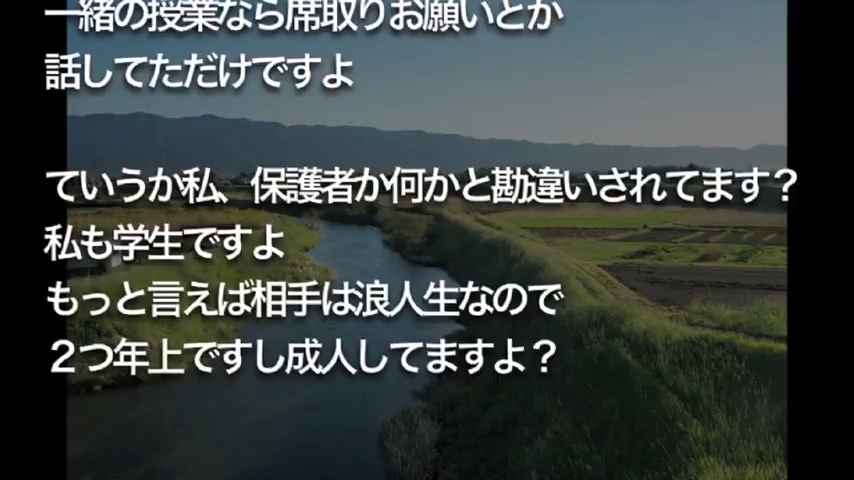 一緒の授業なら席取りお願いとか
話してただけですよ
ていうか私、保護者か何かと勘違いされてます？
私も学生ですよ
もっと言えば相手は浪人生なので
２つ年上ですし成人してますよ？